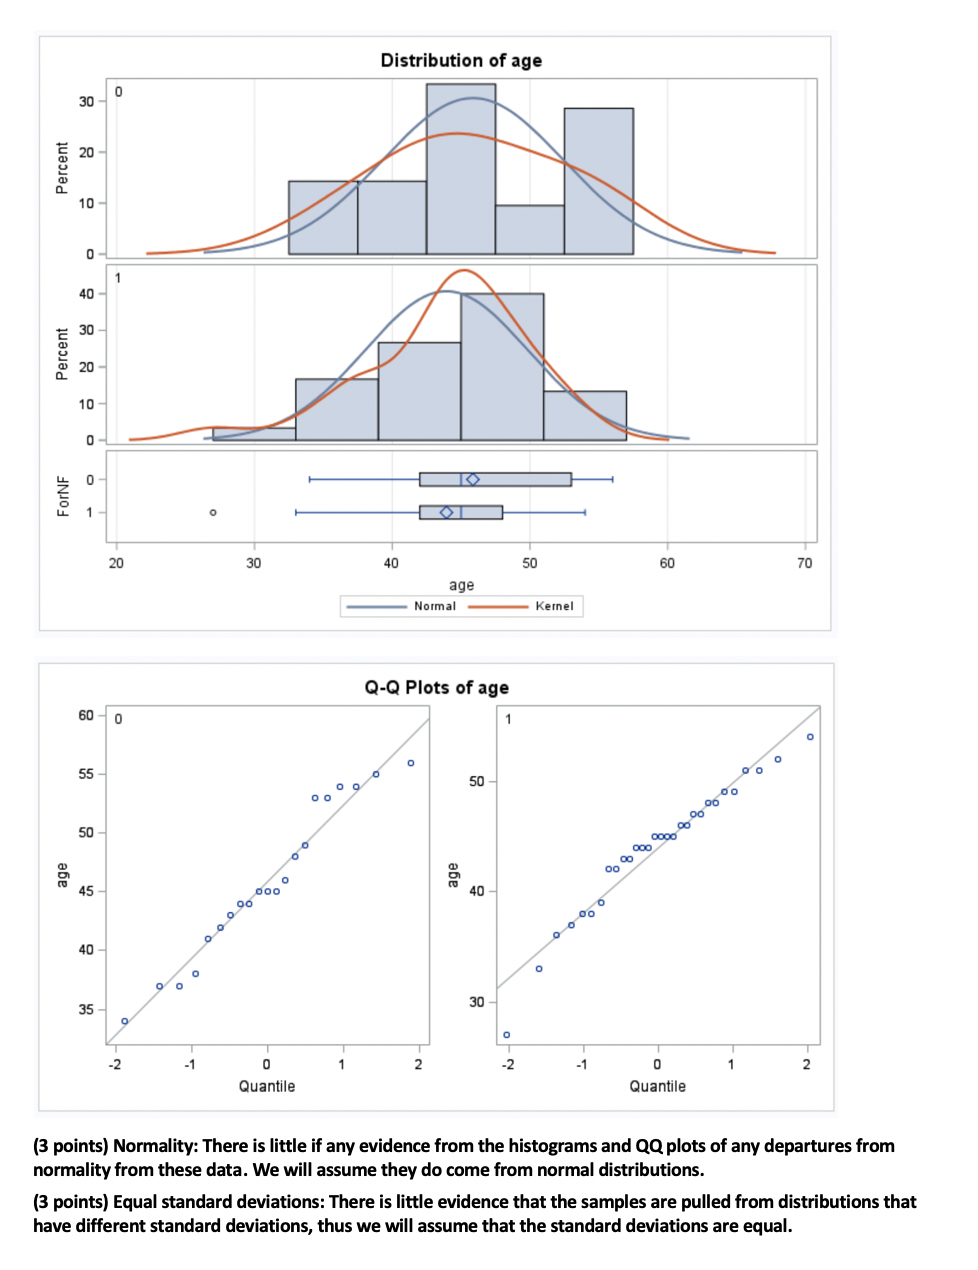 Distribution of age
0
30
20
10
0
Percent
1
40
30
20
10
0
Percent
0
1
ForNF
20 30 40 50 60 70
age
Normal Kernel
Q-Q Plots of age
60
55
50
45
40
35
age
0
-2 -1 0 1 2
Quantile
50
40
30
age
1
-2 -1 0 1 2
Quantile
(3 points) Normality: There is little if any evidence from the histograms and QQ plots of any departures from
normality from these data. We will assume they do come from normal distributions.
(3 points) Equal standard deviations: There is little evidence that the samples are pulled from distributions that
have different standard deviations, thus we will assume that the standard deviations are equal.